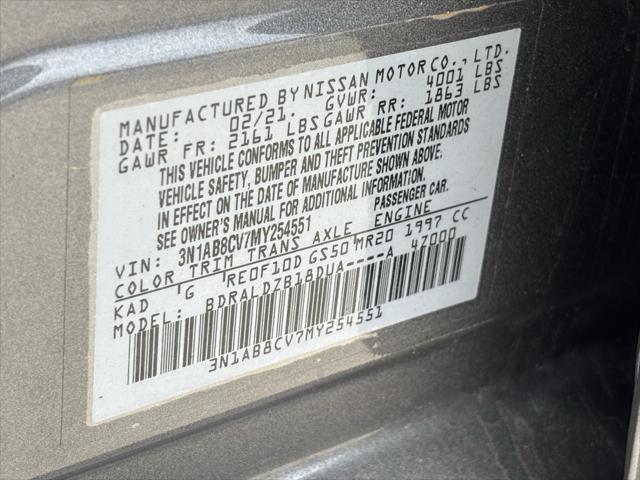 MANUFACTURED BY NISSAN MOTOR CO., LTD.
DATE: 02/21. GVWR: 4001 LBS
GAWR FR: 2161 LBS GAWR RR: 1863 LBS
THIS VEHICLE CONFORMS TO ALL APPLICABLE FEDERAL MOTOR
VEHICLE SAFETY, BUMPER AND THEFT PREVENTION STANDARDS
IN EFFECT ON THE DATE OF MANUFACTURE SHOWN ABOVE.
SEE OWNER'S MANUAL FOR ADDITIONAL INFORMATION.
VIN: 3N1AB8CV7MY254551 PASSENGER CAR.
COLOR TRIM TRANS AXLE ENGINE
KAD G RE0F10D GS50 MR20 1997 CC
MODEL: BDRALDZB18DUA----A 4Z000
3N1AB8CV7MY254551